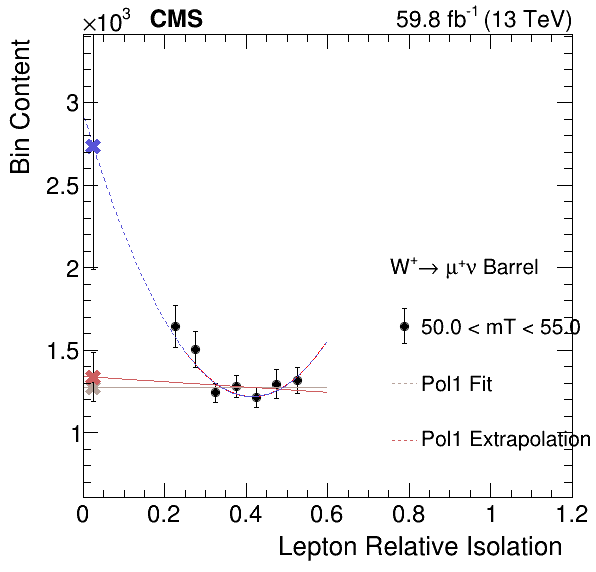 ×10³ CMS 59.8 fb⁻¹ (13 TeV)
Bin Content
3
2.5
2
1.5
1
W⁺→ μ⁺ν Barrel
50.0 < mT < 55.0
Pol1 Fit
Pol1 Extrapolation
0 0.2 0.4 0.6 0.8 1 1.2
Lepton Relative Isolation